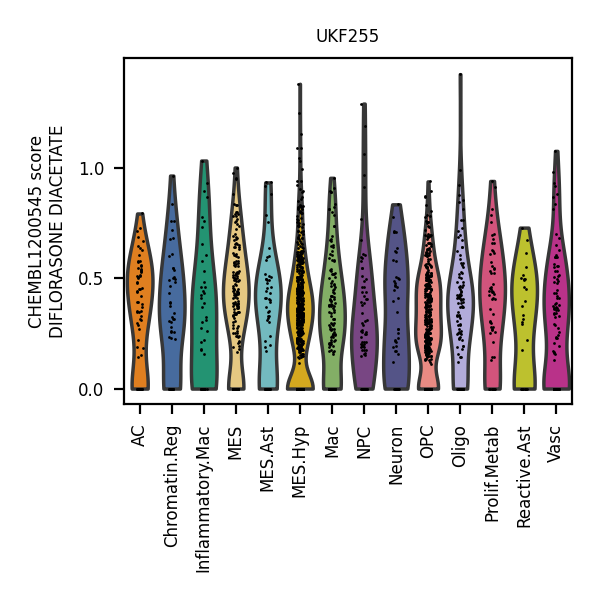 UKF255
CHEMBL1200545 score
DIFLORASONE DIACETATE
1.0
0.5
0.0
AC
Chromatin.Reg
Inflammatory.Mac
MES
MES.Ast
MES.Hyp
Mac
NPC
Neuron
OPC
Oligo
Prolif.Metab
Reactive.Ast
Vasc